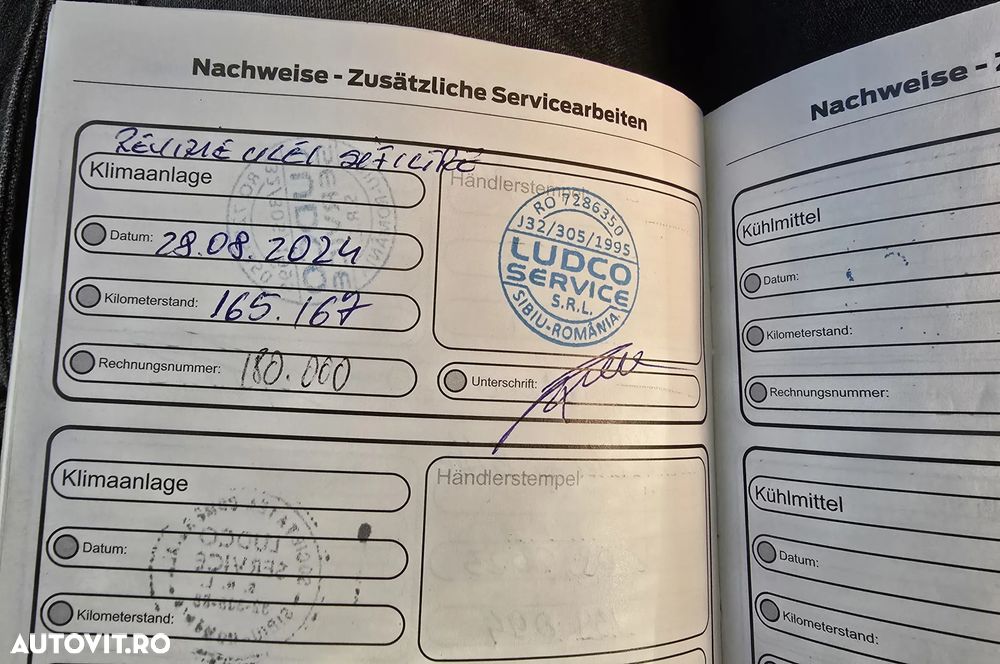 Nachweise - Zusätzliche Servicearbeiten
REVIZIE ULEI
Klimaanlage
Händlerstempel
Datum: 28.08.2024
Kilometerstand: 165.167
Rechnungsnummer: 180.000
Unterschrift:
RO 7286350
J32/305/1995
LUDCO
SERVICE
S.R.L.
SIBIU-ROMÂNIA
Klimaanlage
Händlerstempel
Datum:
Kilometerstand:
Nachweise -
Kühlmittel
Datum:
Kilometerstand:
Rechnungsnummer:
Kühlmittel
Datum:
Kilometerstand:
AUTOVIT.RO